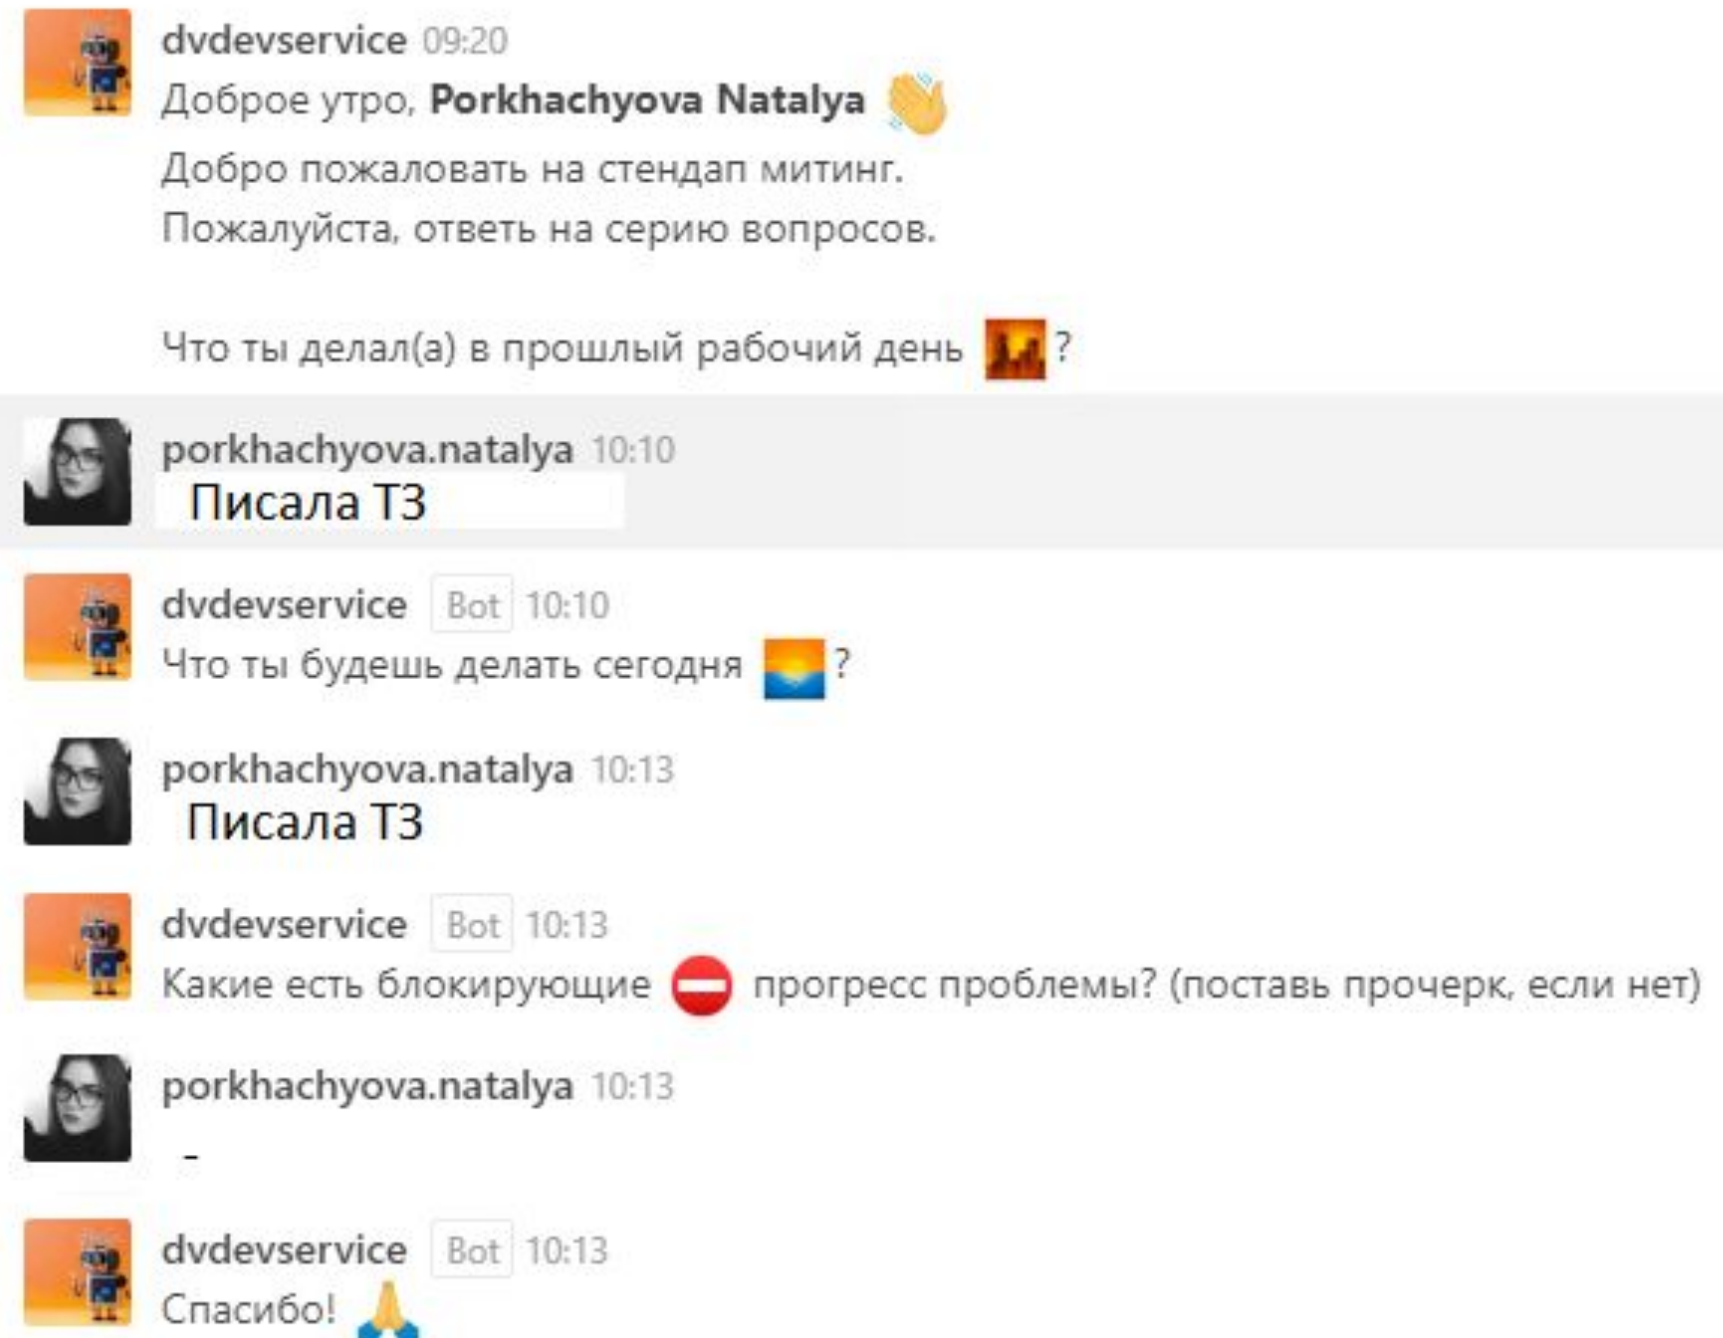 dvdevservice 09:20
Доброе утро, Porkhachyova Natalya 👋
Добро пожаловать на стендап митинг.
Пожалуйста, ответь на серию вопросов.
Что ты делал(а) в прошлый рабочий день 🌇?
porkhachyova.natalya 10:10
Писала ТЗ
dvdevservice Bot 10:10
Что ты будешь делать сегодня 🌅?
porkhachyova.natalya 10:13
Писала ТЗ
dvdevservice Bot 10:13
Какие есть блокирующие ⛔ прогресс проблемы? (поставь прочерк, если нет)
porkhachyova.natalya 10:13
-
dvdevservice Bot 10:13
Спасибо! 🙏